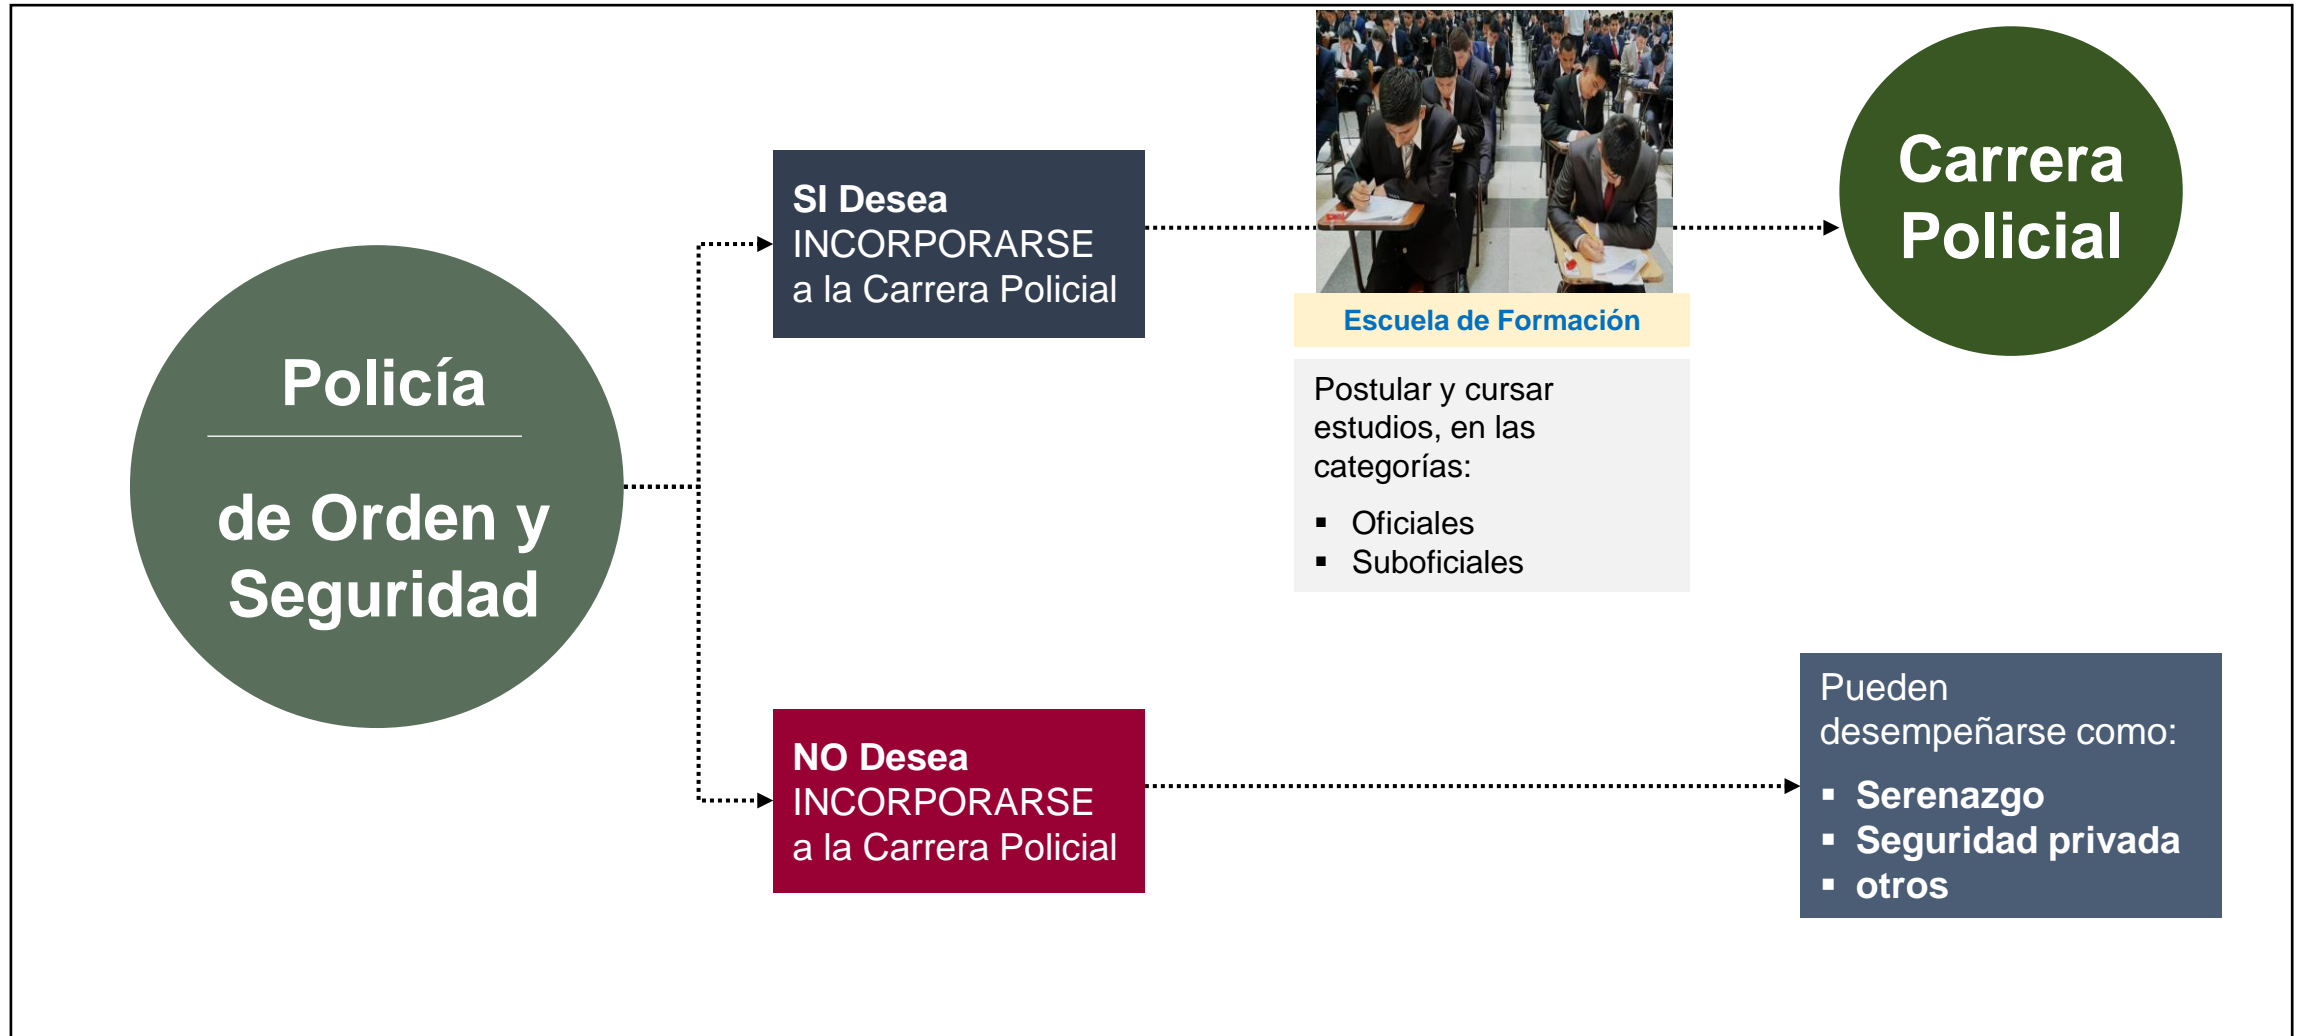 Policía
de Orden y
Seguridad
SI Desea
INCORPORARSE
a la Carrera Policial
Escuela de Formación
Postular y cursar
estudios, en las
categorías:
▪ Oficiales
▪ Suboficiales
Carrera
Policial
NO Desea
INCORPORARSE
a la Carrera Policial
Pueden
desempeñarse como:
▪ Serenazgo
▪ Seguridad privada
▪ otros